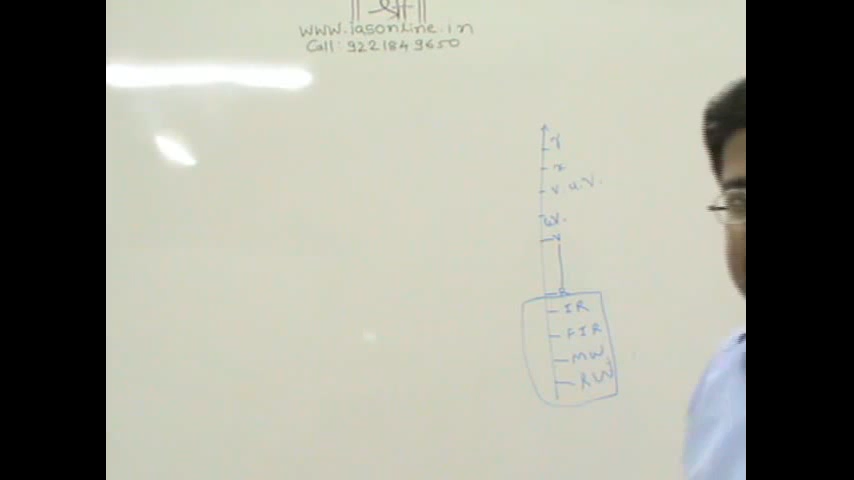 www.iasonline.in
Call: 9221849650
γ
x
V.U.V.
UV.
V
R
IR
FIR
MW
RW